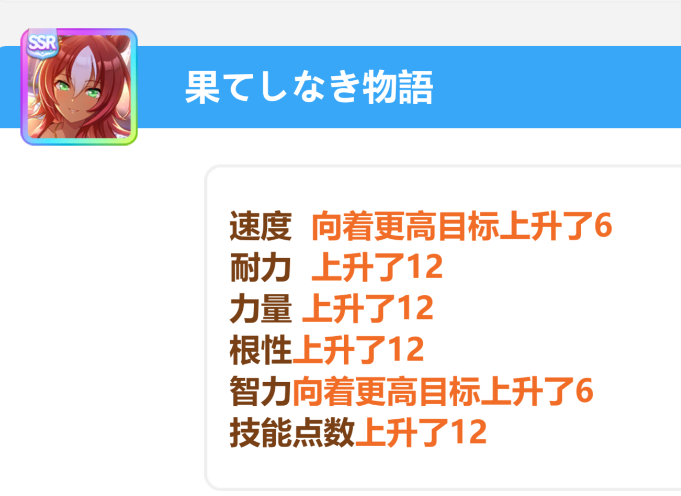 SSR
果てしなき物語
速度 向着更高目标上升了6
耐力 上升了12
力量 上升了12
根性上升了12
智力向着更高目标上升了6
技能点数上升了12